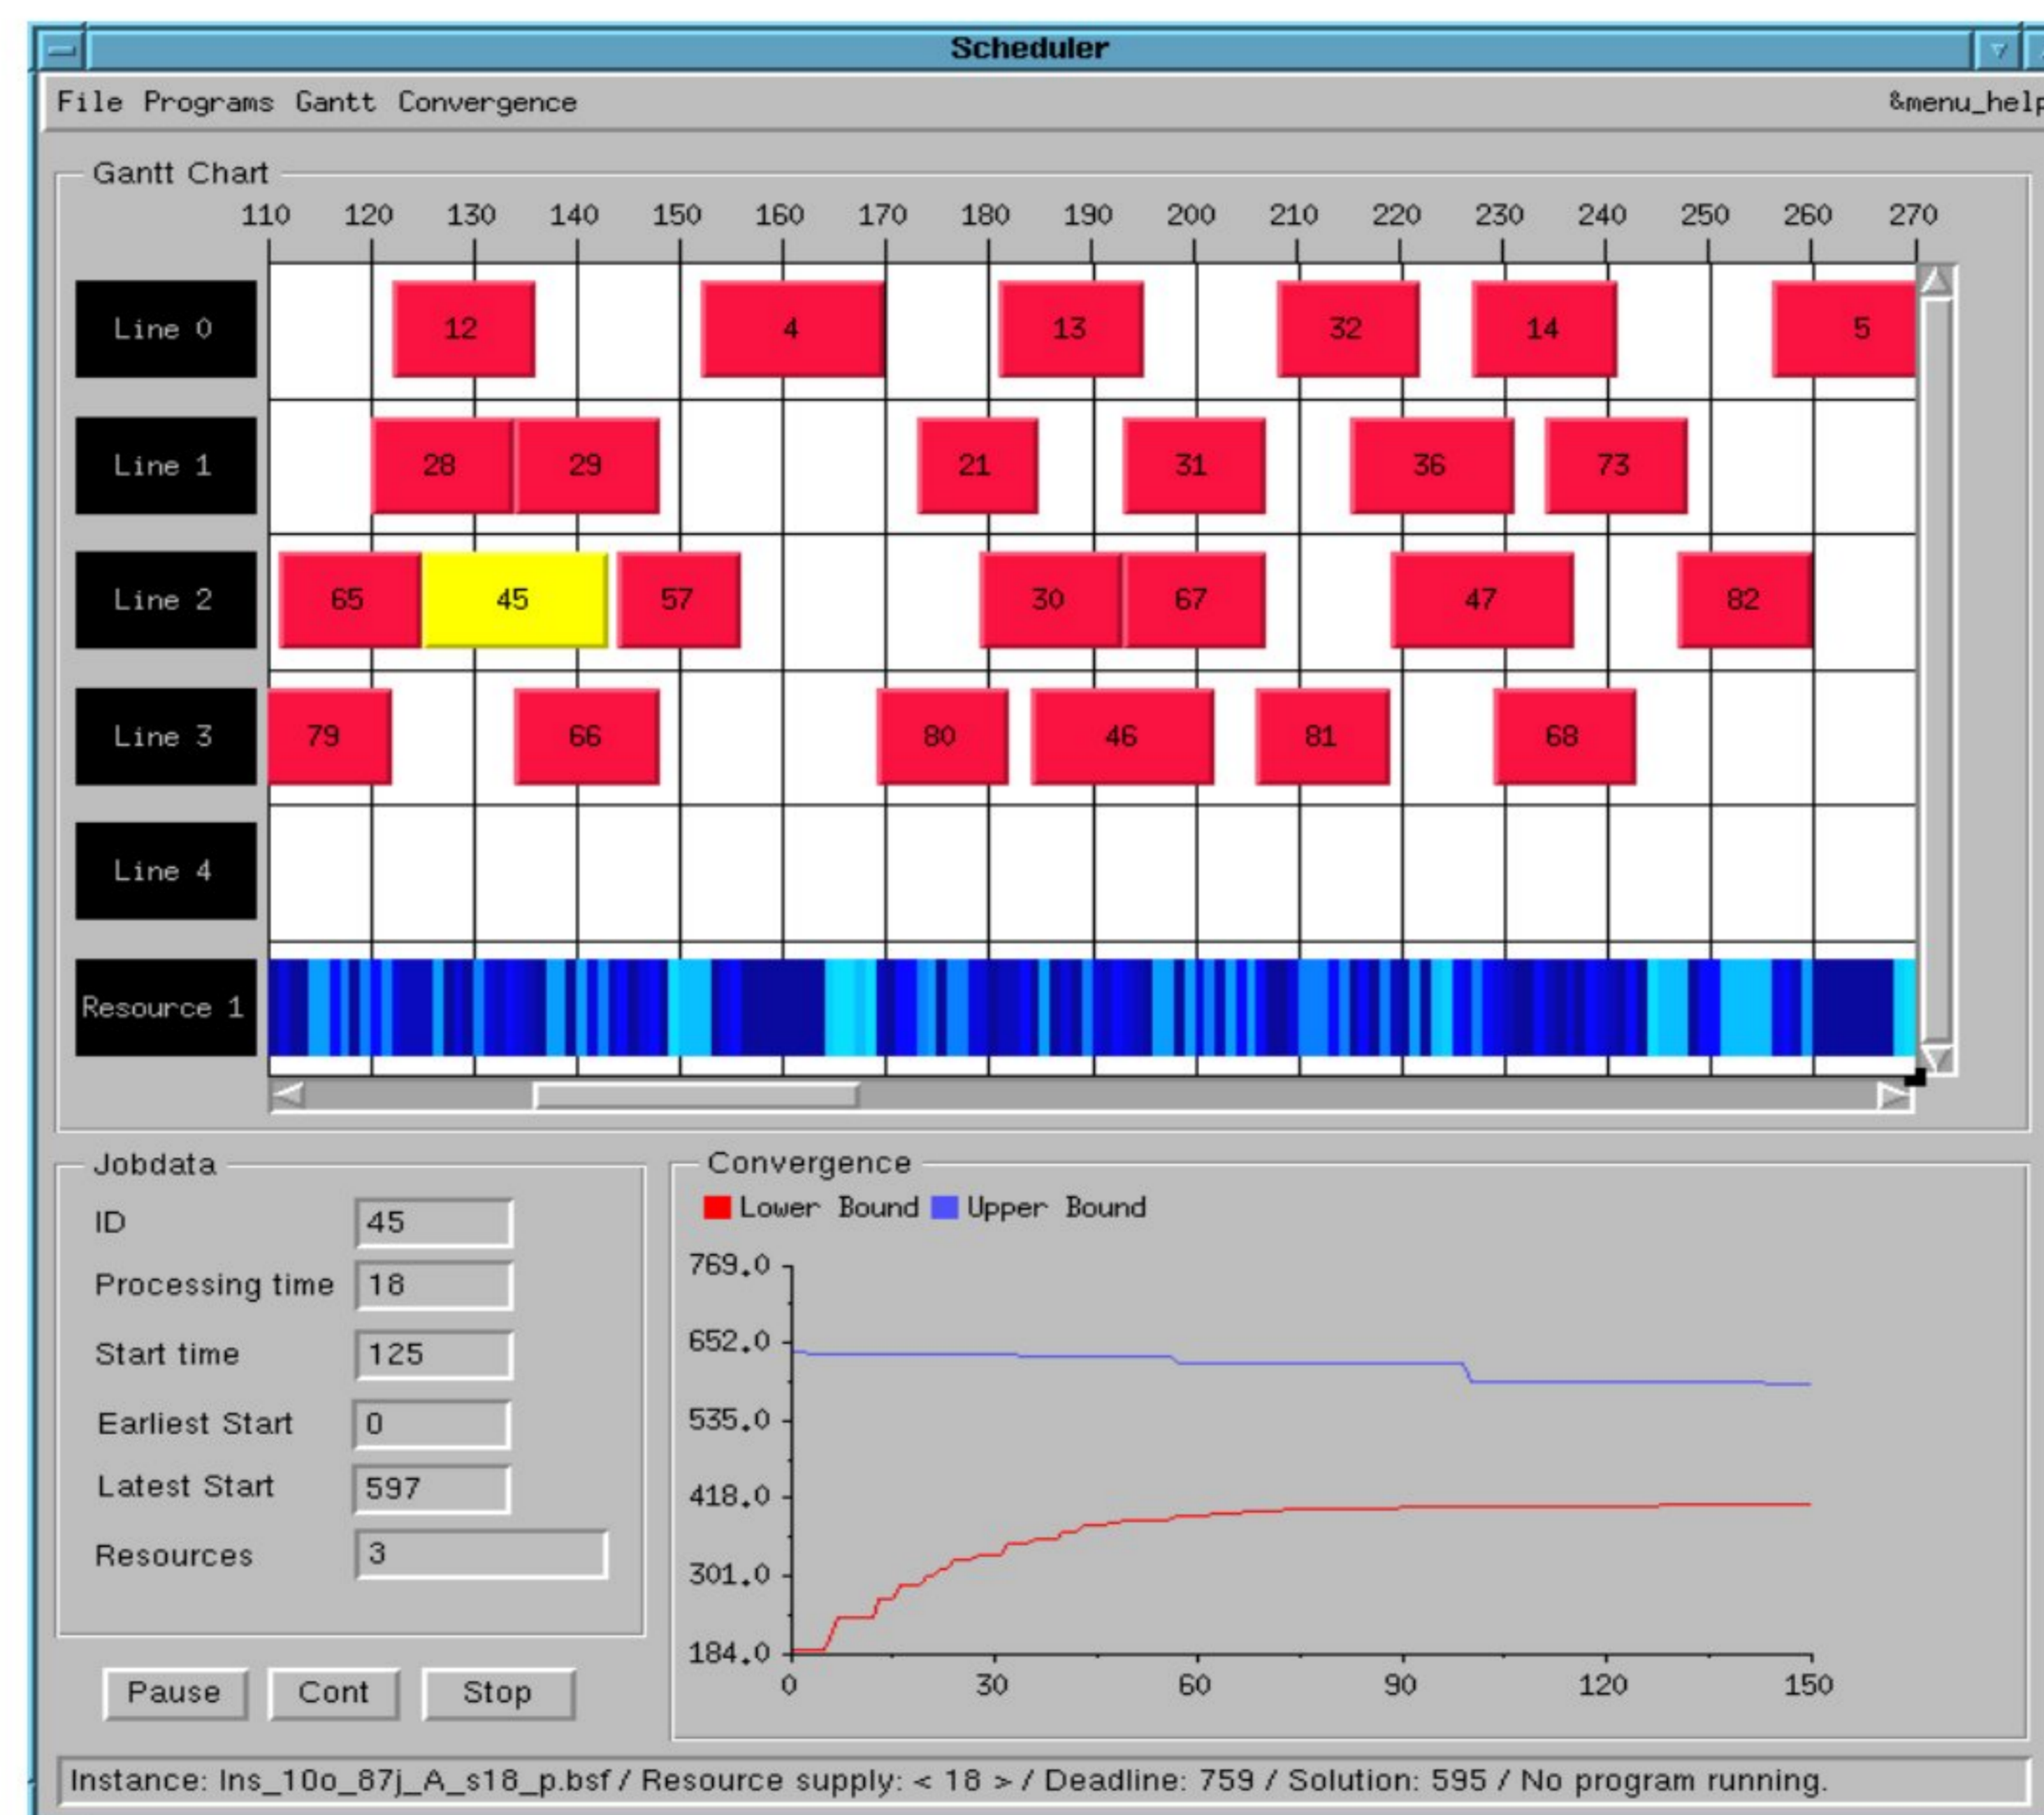 Scheduler
File Programs Gantt Convergence &menu_help
Gantt Chart
110 120 130 140 150 160 170 180 190 200 210 220 230 240 250 260 270
Line 0 12 4 13 32 14 5
Line 1 28 29 21 31 36 73
Line 2 65 45 57 30 67 47 82
Line 3 79 66 80 46 81 68
Line 4
Resource 1
Jobdata
ID 45
Processing time 18
Start time 125
Earliest Start 0
Latest Start 597
Resources 3
Pause Cont Stop
Convergence
Lower Bound Upper Bound
769.0
652.0
535.0
418.0
301.0
184.0
0 30 60 90 120 150
Instance: Ins_10o_87j_A_s18_p.bsf / Resource supply: < 18 > / Deadline: 759 / Solution: 595 / No program running.